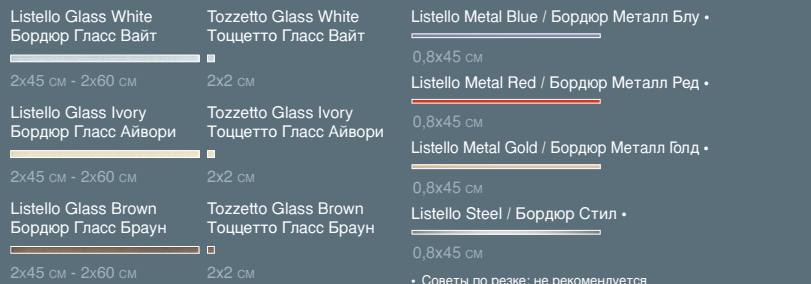 Listello Glass White
Бордюр Гласс Вайт
2x45 см - 2x60 см
Listello Glass Ivory
Бордюр Гласс Айвори
2x45 см - 2x60 см
Listello Glass Brown
Бордюр Гласс Браун
2x45 см - 2x60 см
Tozzetto Glass White
Тоццетто Гласс Вайт
2x2 см
Tozzetto Glass Ivory
Тоццетто Гласс Айвори
2x2 см
Tozzetto Glass Brown
Тоццетто Гласс Браун
2x2 см
Listello Metal Blue / Бордюр Металл Блу •
0,8x45 см
Listello Metal Red / Бордюр Металл Ред •
0,8x45 см
Listello Metal Gold / Бордюр Металл Голд •
0,8x45 см
Listello Steel / Бордюр Стил •
0,8x45 см
• Советы по резке: не рекомендуется